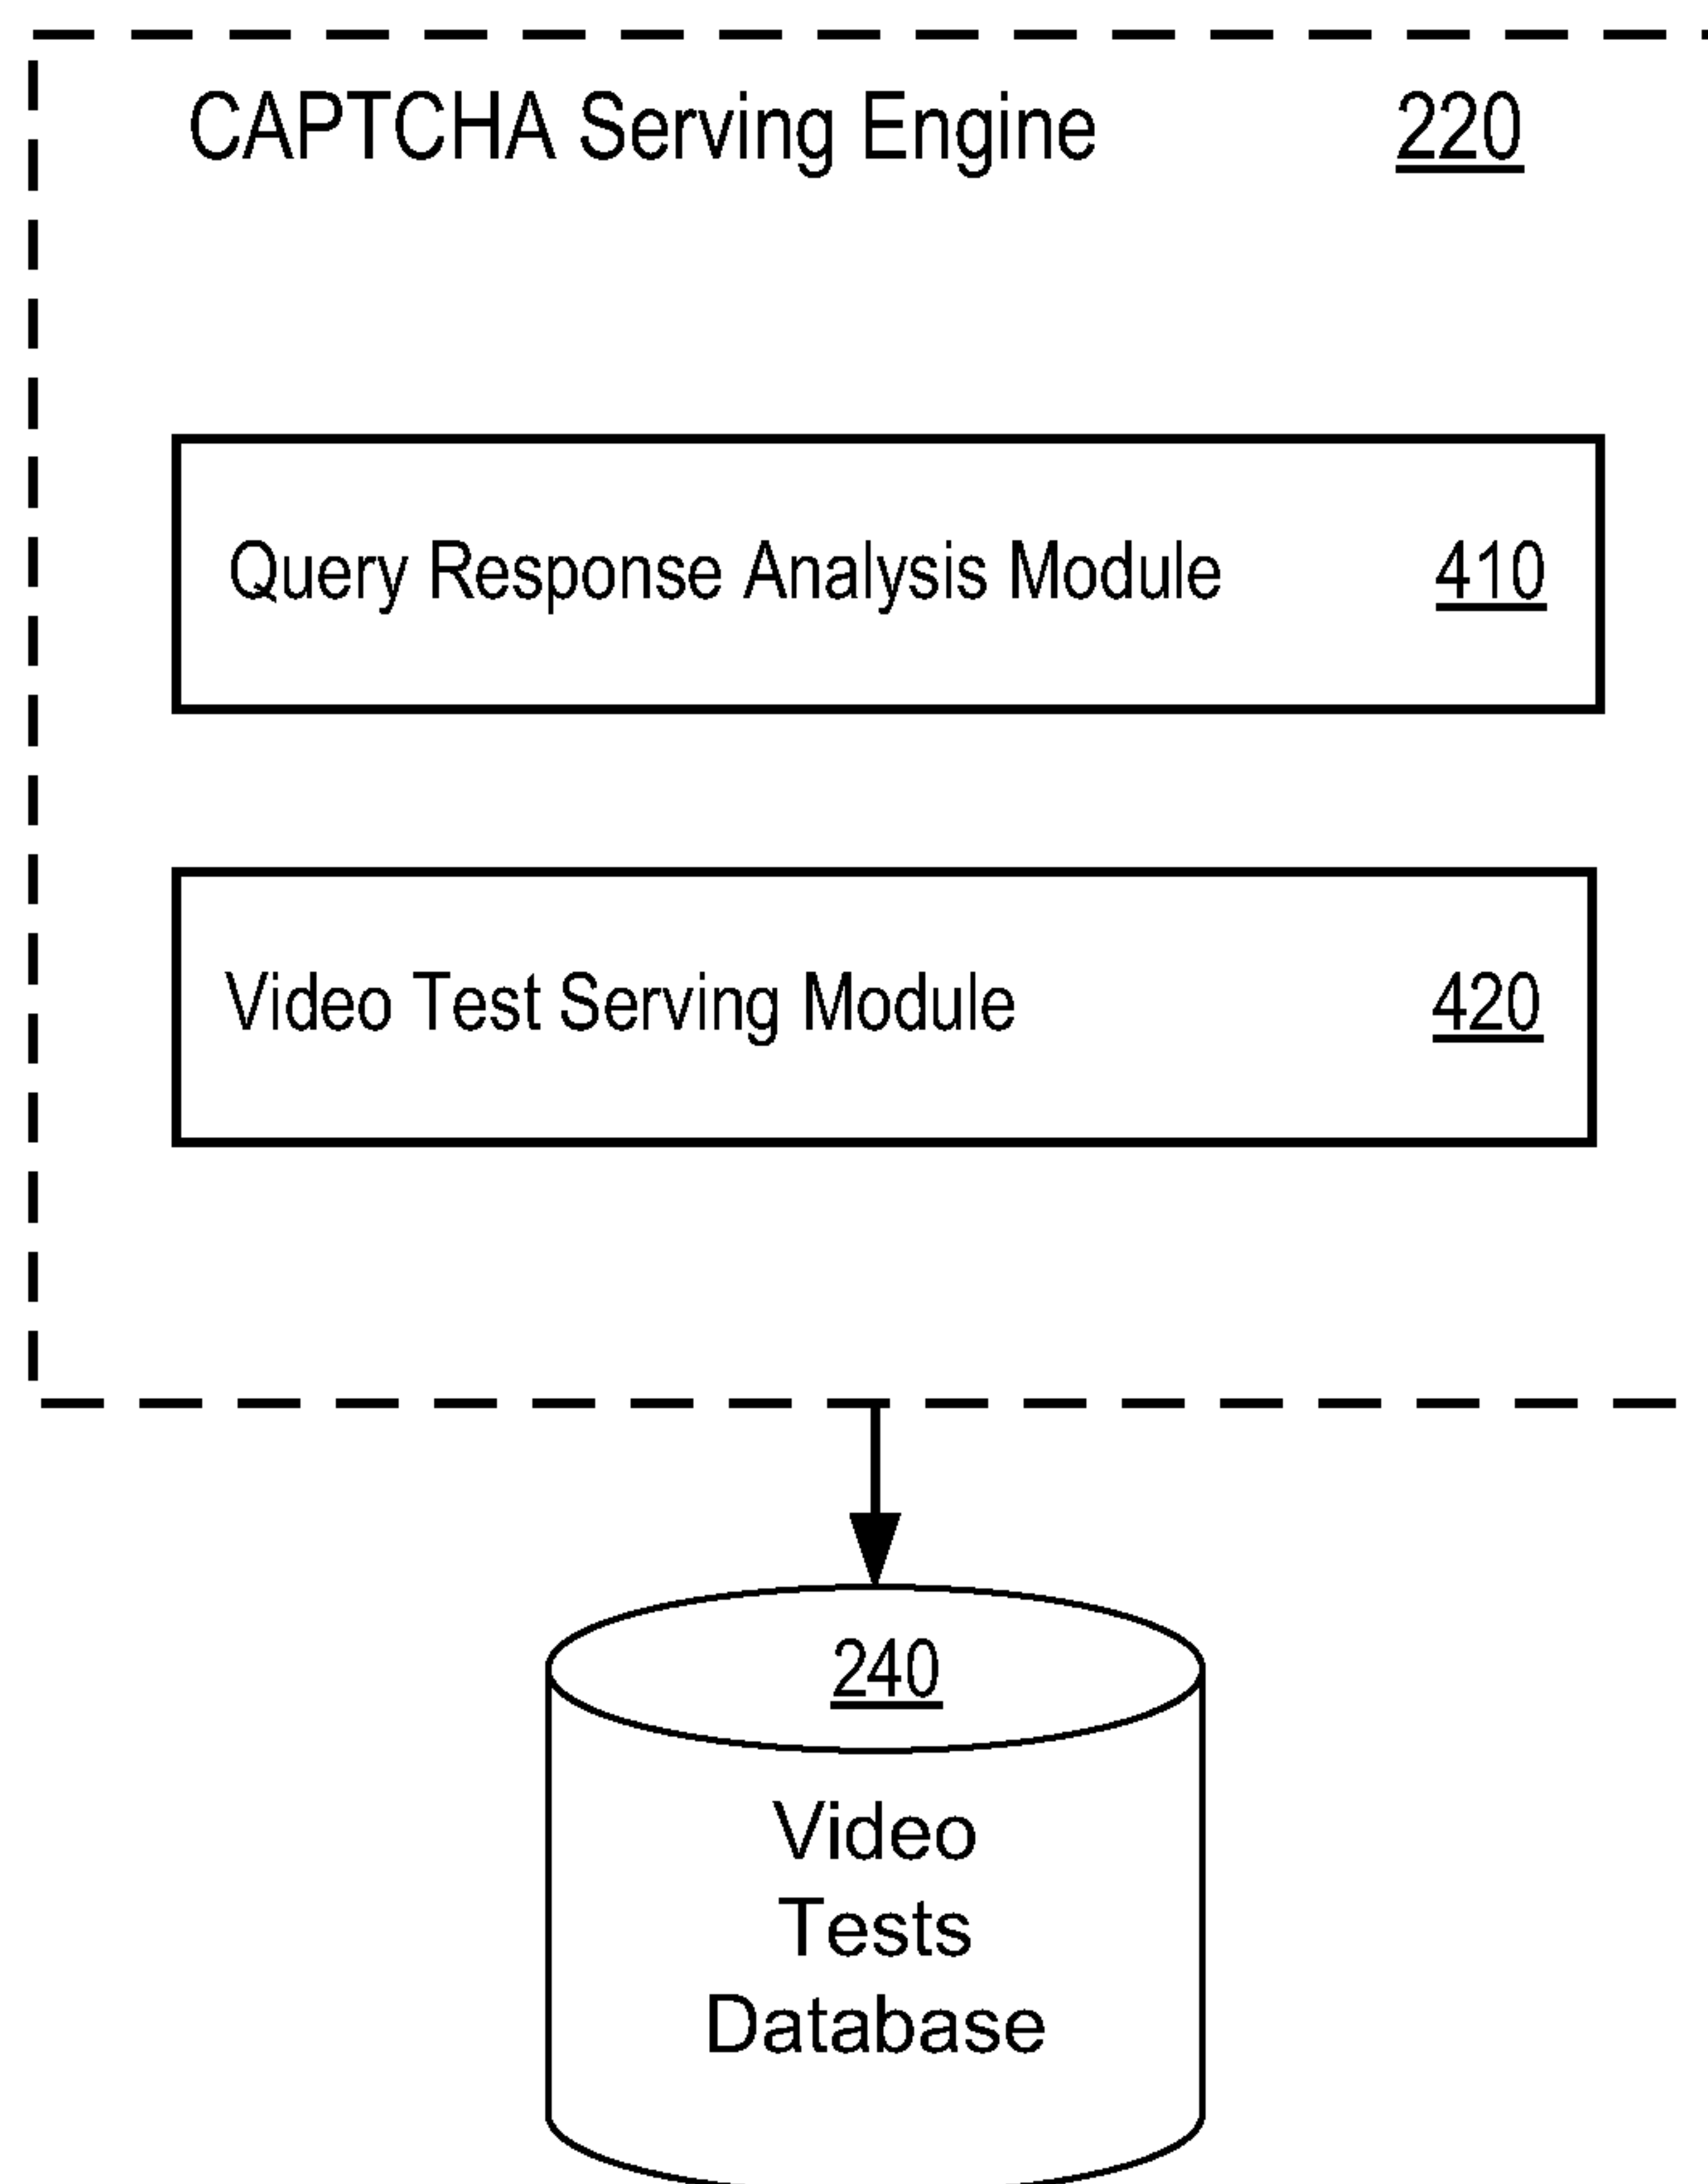 CAPTCHA Serving Engine 220
Query Response Analysis Module 410
Video Test Serving Module 420
240
Video
Tests
Database